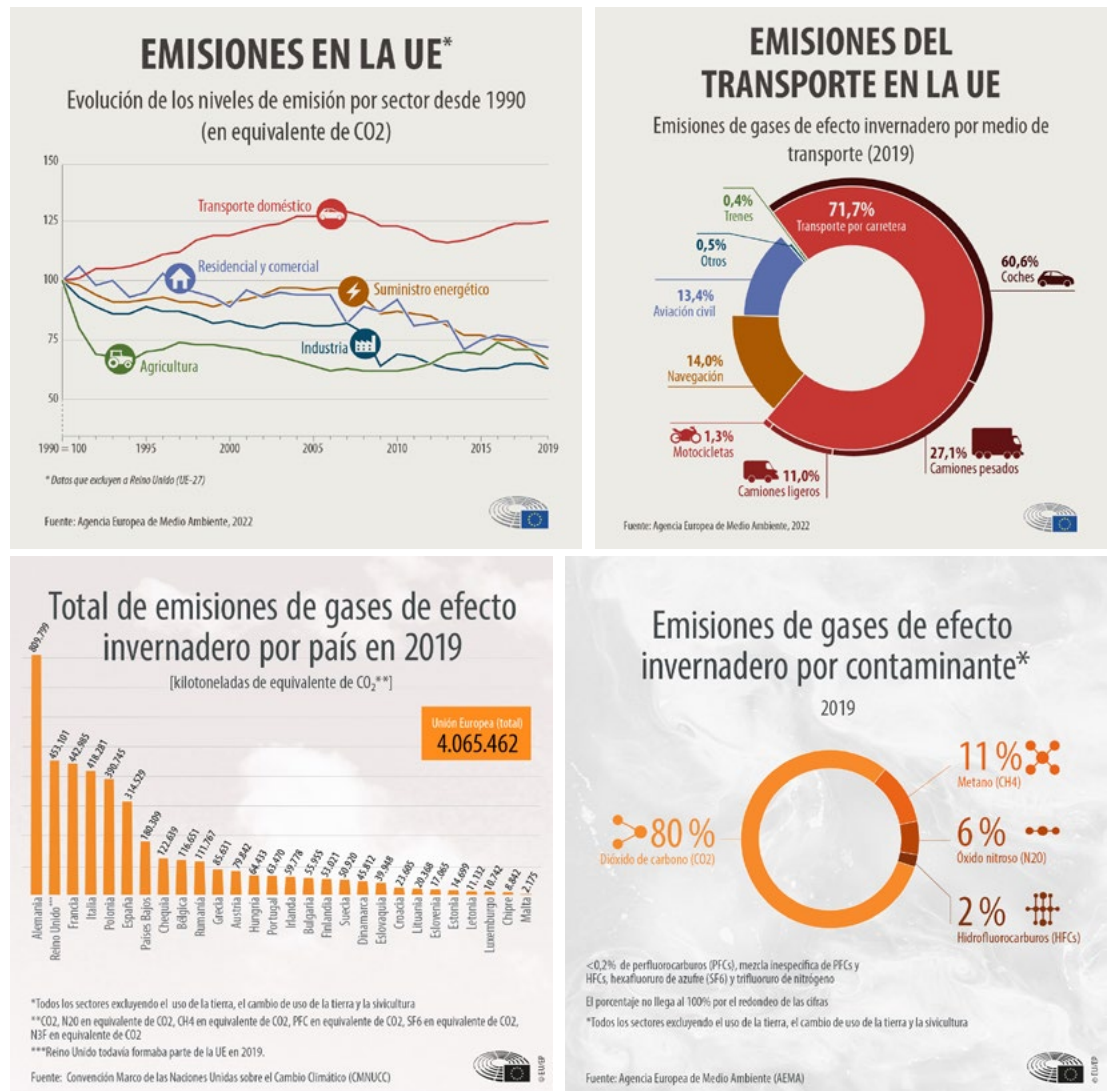 EMISIONES EN LA UE*
Evolución de los niveles de emisión por sector desde 1990
(en equivalente de CO2)
150
125
100
75
50
Transporte doméstico
Residencial y comercial
Suministro energético
Industria
Agricultura
1990 = 100
1995
2000
2005
2010
2015
2019
* Datos que excluyen a Reino Unido (UE-27)
Fuente: Agencia Europea de Medio Ambiente, 2022
EMISIONES DEL
TRANSPORTE EN LA UE
Emisiones de gases de efecto invernadero por medio de
transporte (2019)
0,4%
Trenes
71,7%
Transporte por carretera
0,5%
Otros
60,6%
Coches
13,4%
Aviación civil
14,0%
Navegación
1,3%
Motocicletas
27,1%
Camiones pesados
11,0%
Camiones ligeros
Fuente: Agencia Europea de Medio Ambiente, 2022
Total de emisiones de gases de efecto
invernadero por país en 2019
[kilotoneladas de equivalente de CO2**]
Unión Europea (total)
4.065.462
809.799
453.101
442.985
418.281
390.745
314.529
180.309
122.639
116.651
111.767
85.631
79.842
64.433
63.470
59.778
55.955
53.021
50.920
45.812
39.948
23.605
20.368
17.065
14.699
11.132
10.742
8.842
2.175
Alemania
Reino Unido***
Francia
Italia
Polonia
España
Países Bajos
Chequia
Bélgica
Rumanía
Grecia
Austria
Hungría
Portugal
Irlanda
Bulgaria
Finlandia
Suecia
Dinamarca
Eslovaquia
Croacia
Lituania
Eslovenia
Estonia
Letonia
Luxemburgo
Chipre
Malta
*Todos los sectores excluyendo el uso de la tierra, el cambio de uso de la tierra y la sivicultura
**CO2, N2O en equivalente de CO2, CH4 en equivalente de CO2, PFC en equivalente de CO2, SF6 en equivalente de CO2,
N3F en equivalente de CO2
***Reino Unido todavía formaba parte de la UE en 2019.
Fuente: Convención Marco de las Naciones Unidas sobre el Cambio Climático (CMNUCC)
© EU/EP
Emisiones de gases de efecto
invernadero por contaminante*
2019
11 %
Metano (CH4)
80 %
Dióxido de carbono (CO2)
6 %
Óxido nitroso (N2O)
2 %
Hidrofluorocarburos (HFCs)
<0,2% de perfluorocarburos (PFCs), mezcla inespecífica de PFCs y
HFCs, hexafluoruro de azufre (SF6) y trifluoruro de nitrógeno
El porcentaje no llega al 100% por el redondeo de las cifras
*Todos los sectores excluyendo el uso de la tierra, el cambio de uso de la tierra y la sivicultura
Fuente: Agencia Europea de Medio Ambiente (AEMA)
© EU/EP